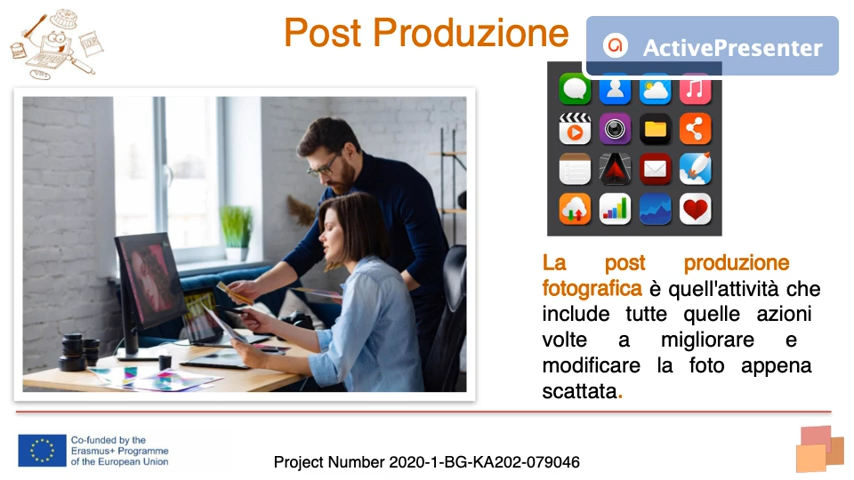 Post Produzione
ActivePresenter
La post produzione
fotografica è quell'attività che
include tutte quelle azioni
volte a migliorare e
modificare la foto appena
scattata.
Co-funded by the
Erasmus+ Programme
of the European Union
Project Number 2020-1-BG-KA202-079046